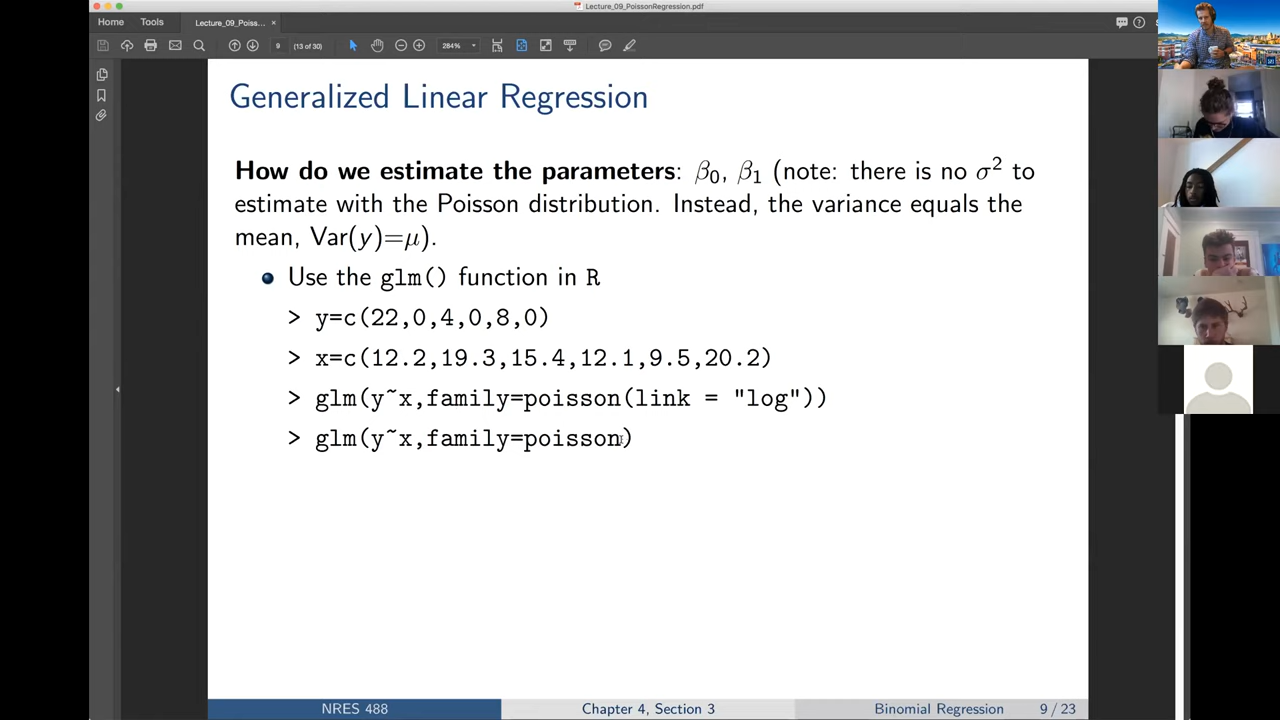 Lecture_09_PoissonRegression.pdf
Home Tools Lecture_09_Poiss... ×
9 (13 of 30) 284%
Generalized Linear Regression
How do we estimate the parameters: β₀, β₁ (note: there is no σ² to
estimate with the Poisson distribution. Instead, the variance equals the
mean, Var(y)=μ).
Use the glm() function in R
> y=c(22,0,4,0,8,0)
> x=c(12.2,19.3,15.4,12.1,9.5,20.2)
> glm(y~x,family=poisson(link = "log"))
> glm(y~x,family=poisson)
NRES 488 Chapter 4, Section 3 Binomial Regression 9 / 23